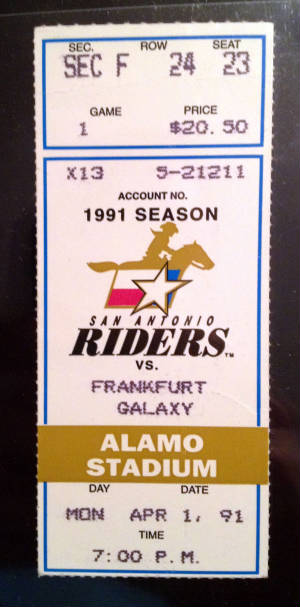 SEC. ROW SEAT
SEC F 24 23
GAME PRICE
1 $20.50
X13 5-21211
ACCOUNT NO.
1991 SEASON
SAN ANTONIO
RIDERS™
VS.
FRANKFURT
GALAXY
ALAMO
STADIUM
DAY DATE
MON APR 1, 91
TIME
7:00 P.M.